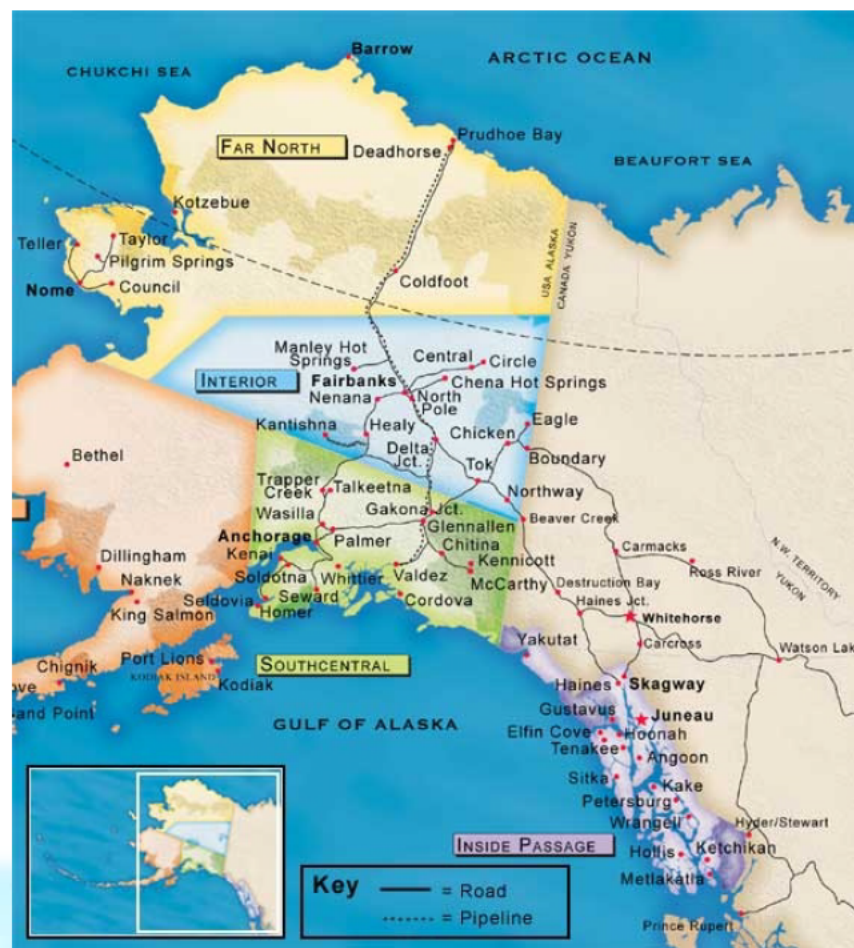 Barrow
ARCTIC OCEAN
CHUKCHI SEA
Prudhoe Bay
FAR NORTH
Deadhorse
BEAUFORT SEA
Kotzebue
Teller
Taylor
Pilgrim Springs
Nome
Council
Coldfoot
USA ALASKA
CANADA YUKON
Manley Hot
Springs
Central
Circle
INTERIOR
Fairbanks
Chena Hot Springs
Nenana
North
Pole
Kantishna
Healy
Chicken
Eagle
Delta
Jct.
Boundary
Bethel
Tok
Trapper
Creek
Talkeetna
Northway
Wasilla
Gakona Jct.
Beaver Creek
Anchorage
Palmer
Glennallen
Kenai
Chitina
Carmacks
Dillingham
Soldotna
Whittier
Valdez
Kennicott
McCarthy
Ross River
N.W. TERRITORY
YUKON
Naknek
Seward
Cordova
Destruction Bay
Haines Jct.
King Salmon
Seldovia
Homer
Whitehorse
Yakutat
Carcross
Watson Lak
Chignik
Port Lions
SOUTHCENTRAL
KODIAK ISLAND
Kodiak
ove
and Point
Haines
Skagway
GULF OF ALASKA
Gustavus
Juneau
Elfin Cove
Hoonah
Tenakee
Angoon
Sitka
Kake
Petersburg
Wrangell
Hyder/Stewart
INSIDE PASSAGE
Hollis
Ketchikan
Metlakatla
Prince Rupert
Key
= Road
= Pipeline